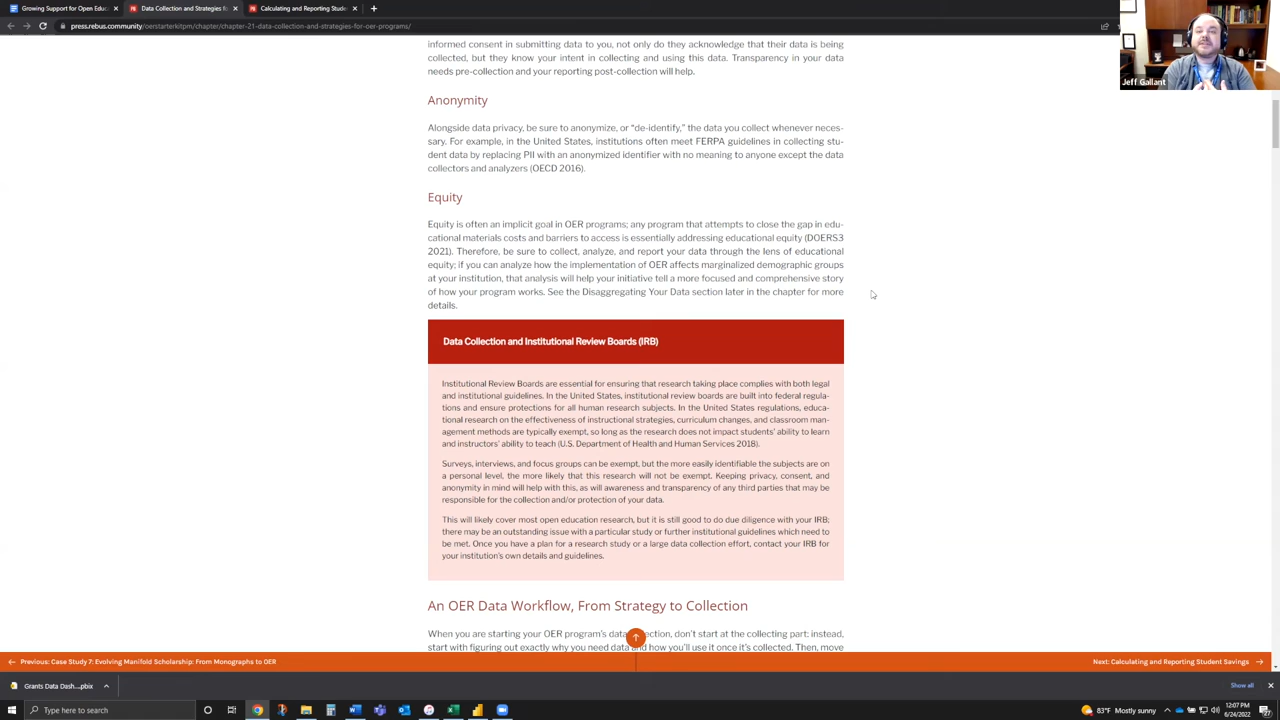 Growing Support for Open Educ
Data Collection and Strategies fo
Calculating and Reporting Studen
press.rebus.community/oerstarterkitpm/chapter/chapter-21-data-collection-and-strategies-for-oer-programs/
Jeff Gallant
informed consent in submitting data to you, not only do they acknowledge that their data is being
collected, but they know your intent in collecting and using this data. Transparency in your data
needs pre-collection and your reporting post-collection will help.
Anonymity
Alongside data privacy, be sure to anonymize, or “de-identify,” the data you collect whenever neces-
sary. For example, in the United States, institutions often meet FERPA guidelines in collecting stu-
dent data by replacing PII with an anonymized identifier with no meaning to anyone except the data
collectors and analyzers (OECD 2016).
Equity
Equity is often an implicit goal in OER programs; any program that attempts to close the gap in edu-
cational materials costs and barriers to access is essentially addressing educational equity (DOERS3
2021). Therefore, be sure to collect, analyze, and report your data through the lens of educational
equity; if you can analyze how the implementation of OER affects marginalized demographic groups
at your institution, that analysis will help your initiative tell a more focused and comprehensive story
of how your program works. See the Disaggregating Your Data section later in the chapter for more
details.
Data Collection and Institutional Review Boards (IRB)
Institutional Review Boards are essential for ensuring that research taking place complies with both legal
and institutional guidelines. In the United States, institutional review boards are built into federal regula-
tions and ensure protections for all human research subjects. In the United States regulations, educa-
tional research on the effectiveness of instructional strategies, curriculum changes, and classroom man-
agement methods are typically exempt, so long as the research does not impact students’ ability to learn
and instructors’ ability to teach (U.S. Department of Health and Human Services 2018).
Surveys, interviews, and focus groups can be exempt, but the more easily identifiable the subjects are on
a personal level, the more likely that this research will not be exempt. Keeping privacy, consent, and
anonymity in mind will help with this, as will awareness and transparency of any third parties that may be
responsible for the collection and/or protection of your data.
This will likely cover most open education research, but it is still good to do due diligence with your IRB;
there may be an outstanding issue with a particular study or further institutional guidelines which need to
be met. Once you have a plan for a research study or a large data collection effort, contact your IRB for
your institution’s own details and guidelines.
An OER Data Workflow, From Strategy to Collection
When you are starting your OER program’s data collection, don’t start at the collecting part; instead,
start with figuring out exactly why you need data and how you’ll use it once it’s collected. Then, move
Previous: Case Study 7: Evolving Manifold Scholarship: From Monographs to OER
Next: Calculating and Reporting Student Savings
Grants Data Dash....pbix
Show all
Type here to search
83°F Mostly sunny
12:07 PM
6/24/2022